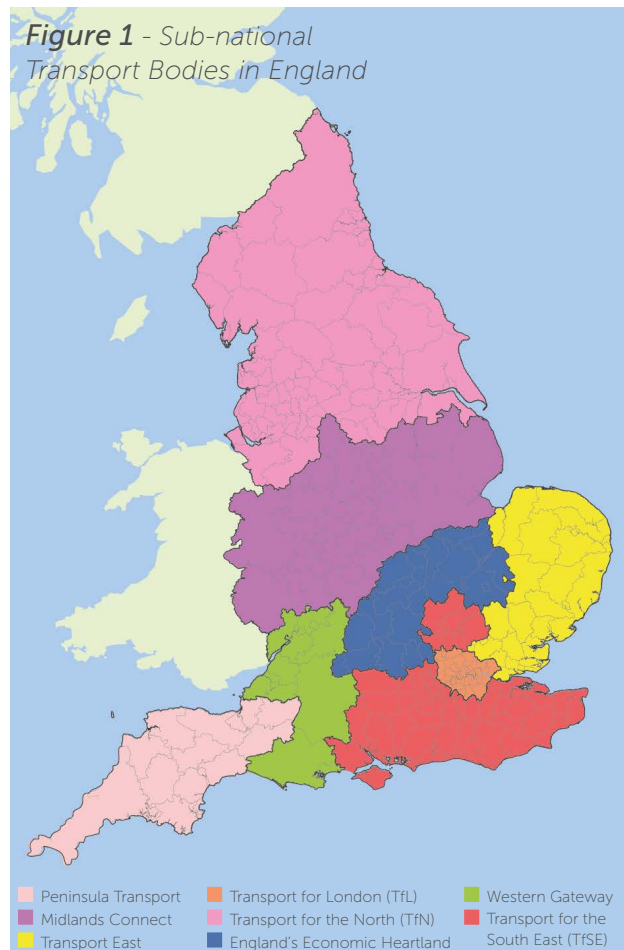 Figure 1 - Sub-national
Transport Bodies in England
Peninsula Transport
Midlands Connect
Transport East
Transport for London (TfL)
Transport for the North (TfN)
England's Economic Heartland
Western Gateway
Transport for the
South East (TfSE)